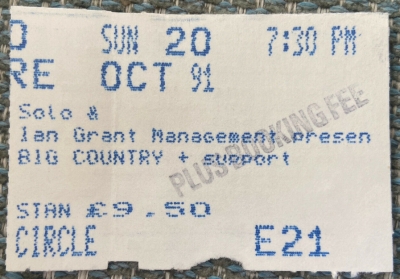 O SUN 20 7:30 PM
RE OCT 91
Solo &
Ian Grant Management presen
BIG COUNTRY + support
PLUS BOOKING FEE
STAN £9.50
CIRCLE E21